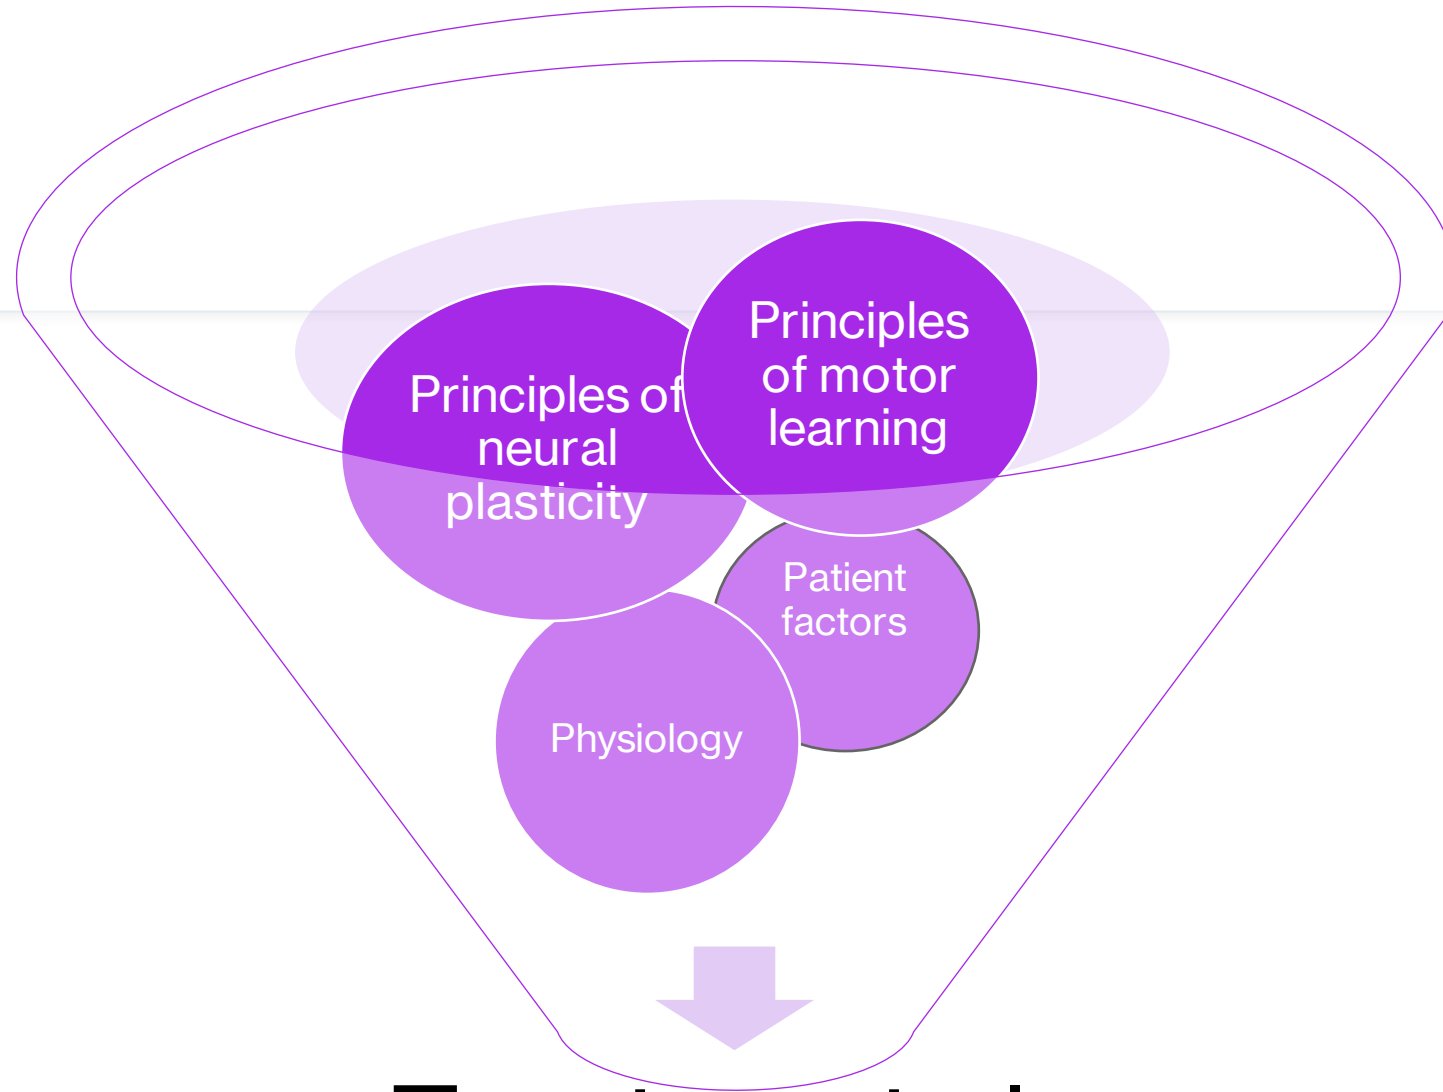 Principles
of motor
learning
Principles of
neural
plasticity
Patient
factors
Physiology